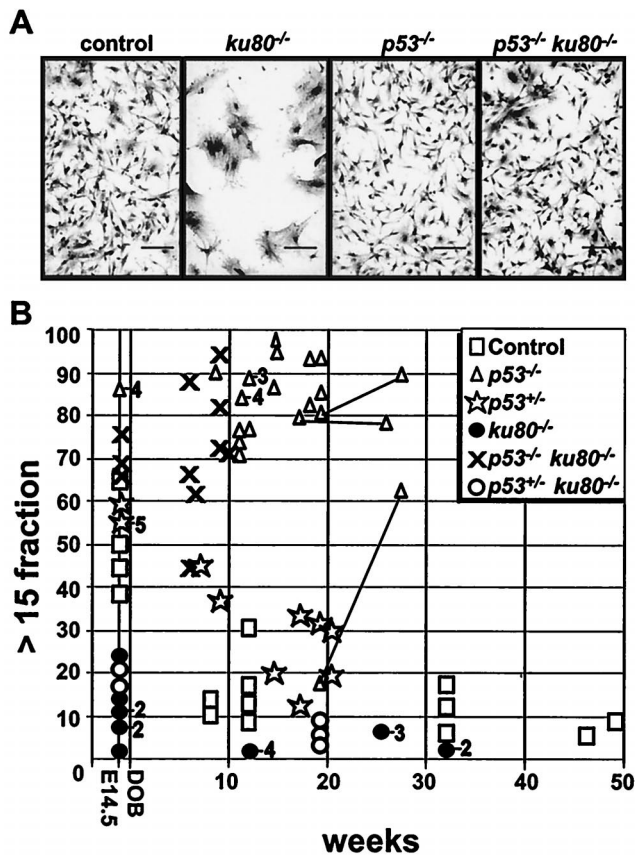 A
control ku80-/- p53-/- p53-/- ku80-/-
B
100
90
80
70
60
50
40
30
20
10
0
> 15 fraction
4
3
4
5
2
2
4
3
2
Control
p53-/-
p53+/-
ku80-/-
p53-/- ku80-/-
p53+/- ku80-/-
E14.5
DOB
10 20 30 40 50
weeks